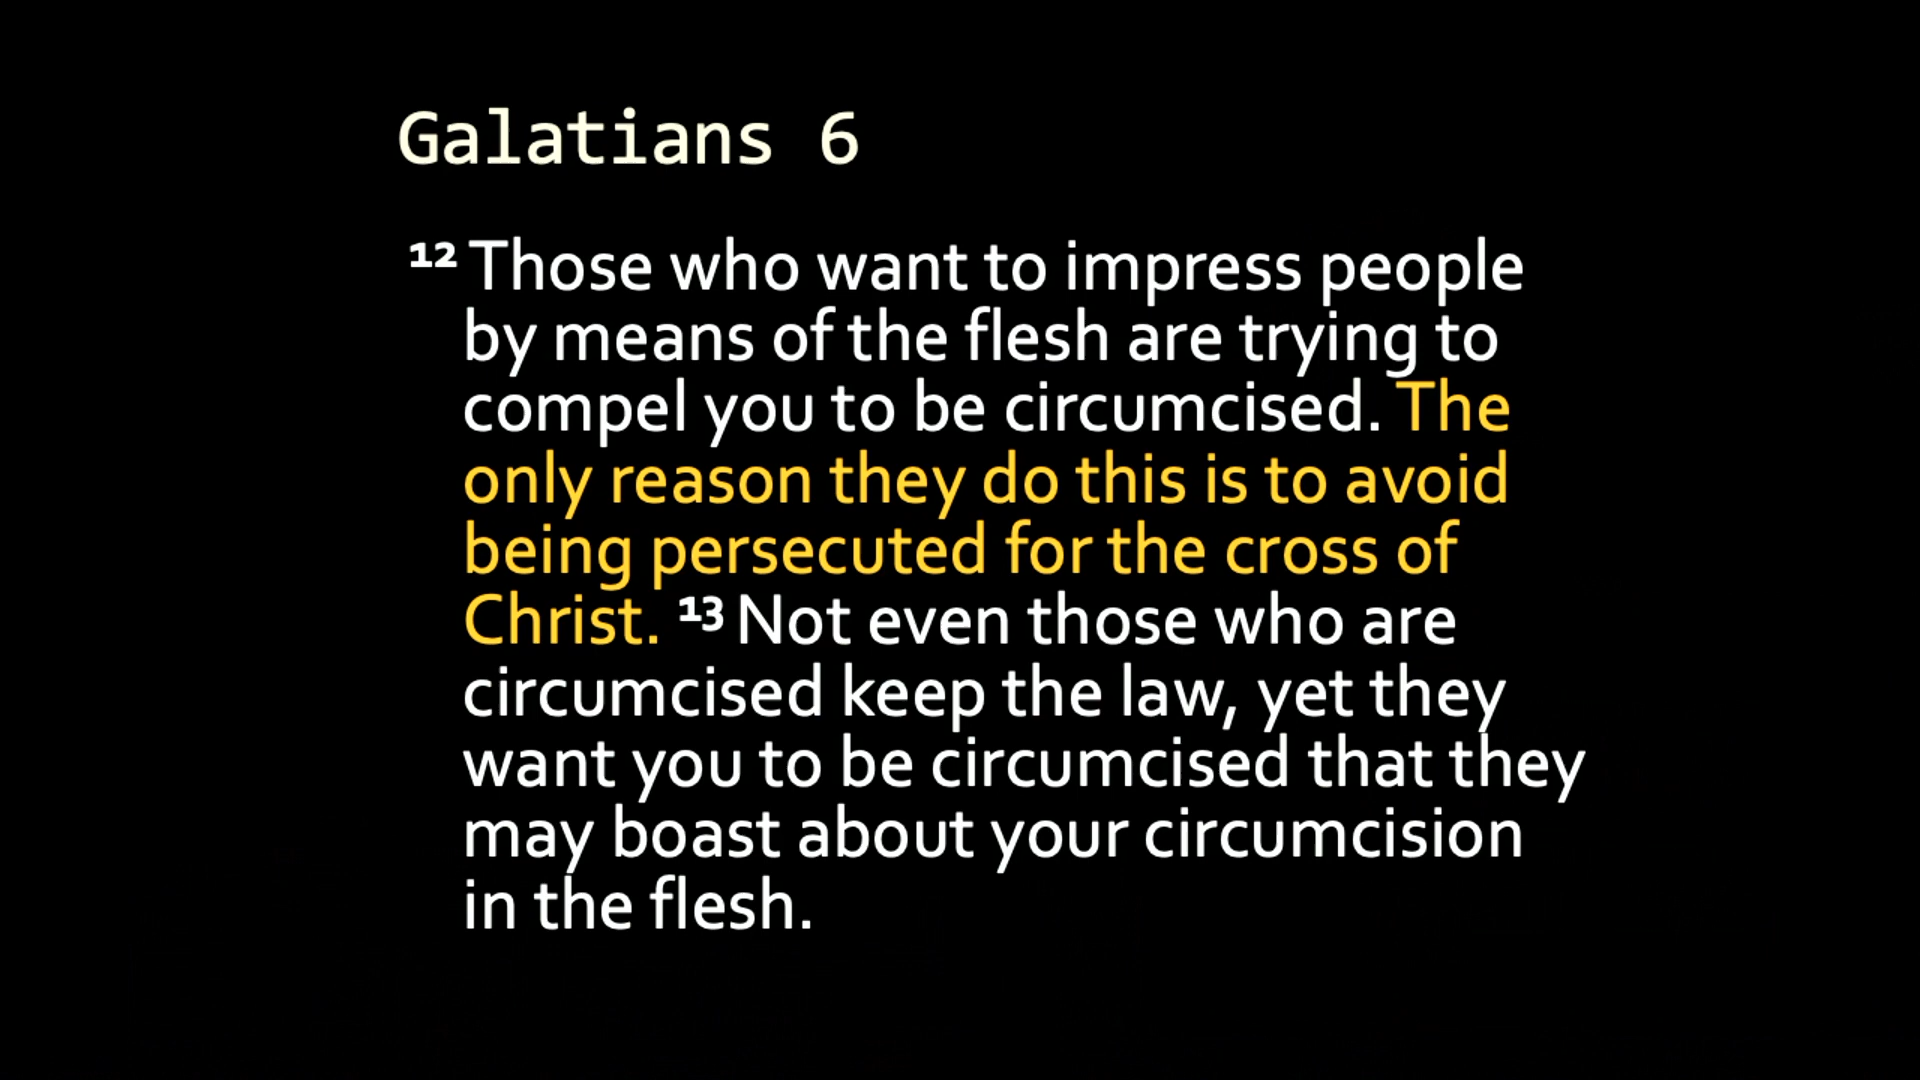 Galatians 6
12 Those who want to impress people
by means of the flesh are trying to
compel you to be circumcised. The
only reason they do this is to avoid
being persecuted for the cross of
Christ. 13 Not even those who are
circumcised keep the law, yet they
want you to be circumcised that they
may boast about your circumcision
in the flesh.